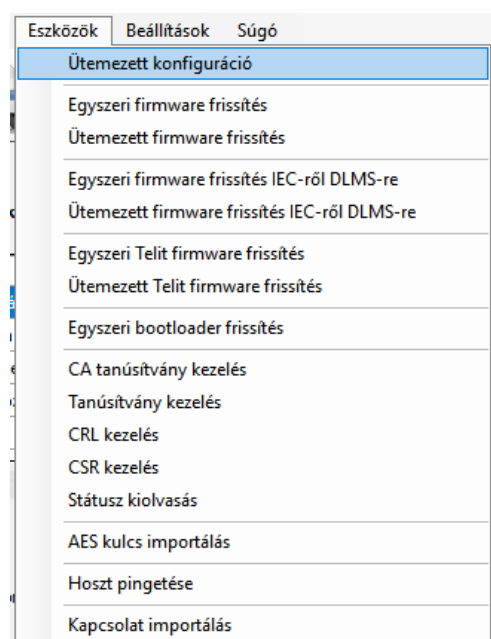 Eszközök Beállítások Súgó
Ütemezett konfiguráció
Egyszeri firmware frissítés
Ütemezett firmware frissítés
Egyszeri firmware frissítés IEC-ről DLMS-re
Ütemezett firmware frissítés IEC-ről DLMS-re
Egyszeri Telit firmware frissítés
Ütemezett Telit firmware frissítés
Egyszeri bootloader frissítés
CA tanúsítvány kezelés
Tanúsítvány kezelés
CRL kezelés
CSR kezelés
Státusz kiolvasás
AES kulcs importálás
Hoszt pingetése
Kapcsolat importálás